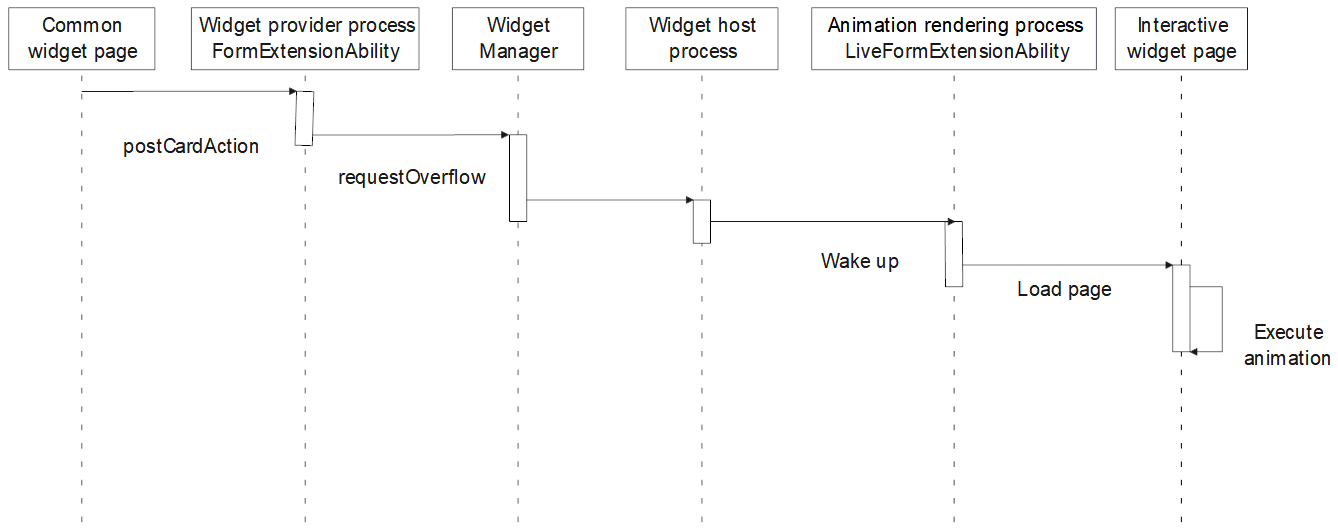 Common
widget page
Widget provider process
FormExtensionAbility
Widget
Manager
Widget host
process
Animation rendering process
LiveFormExtensionAbility
Interactive
widget page
postCardAction
requestOverflow
Wake up
Load page
Execute
animation